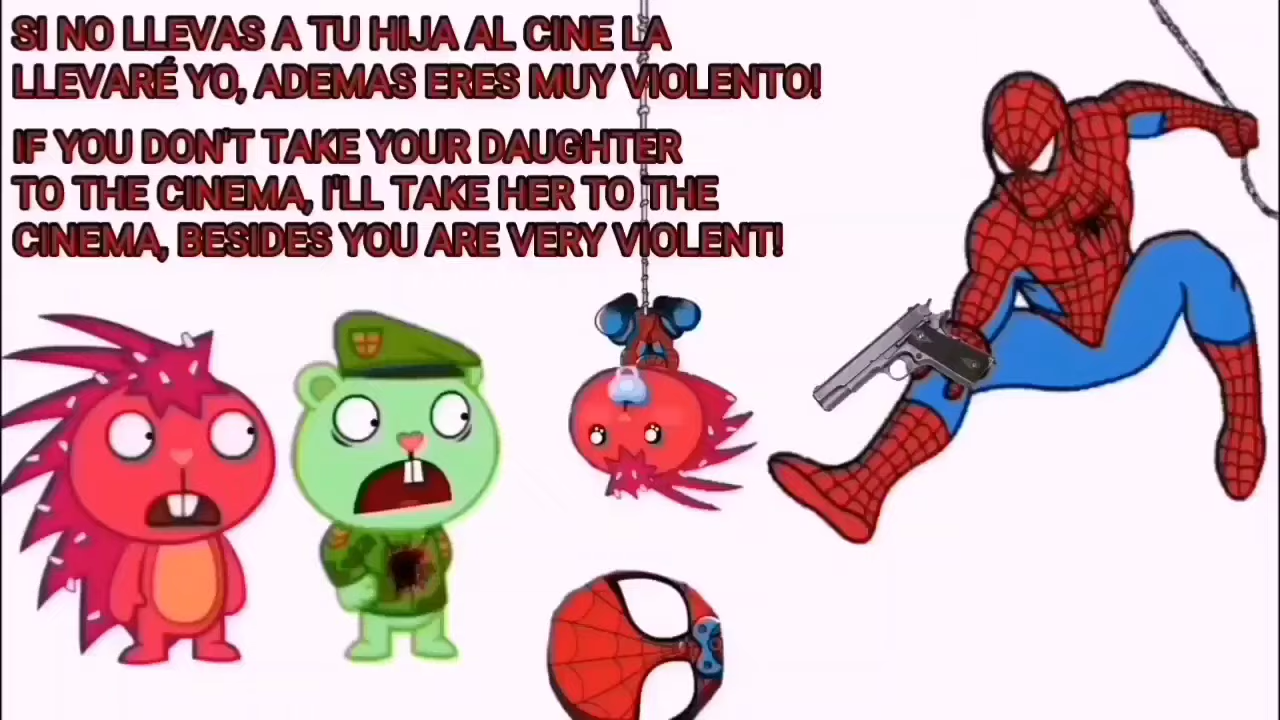 SI NO LLEVAS A TU HIJA AL CINE LA
LLEVARÉ YO, ADEMAS ERES MUY VIOLENTO!
IF YOU DON'T TAKE YOUR DAUGHTER
TO THE CINEMA, I'LL TAKE HER TO THE
CINEMA, BESIDES YOU ARE VERY VIOLENT!